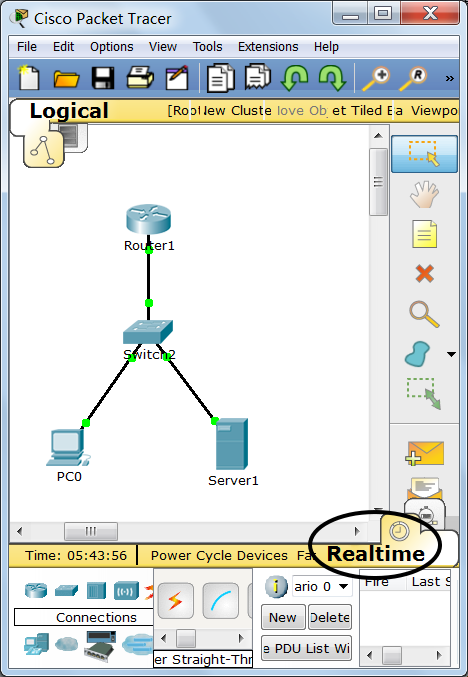 Cisco Packet Tracer
File Edit Options View Tools Extensions Help
»
Logical [Root New Cluste love Obj et Tiled Ba Viewpo
Router1
Switch2
PC0
Server1
Time: 05:43:56 Power Cycle Devices Fas Realtime
ario 0 Fire Last S
New Delete
Connections
e PDU List Wi
er Straight-Thr